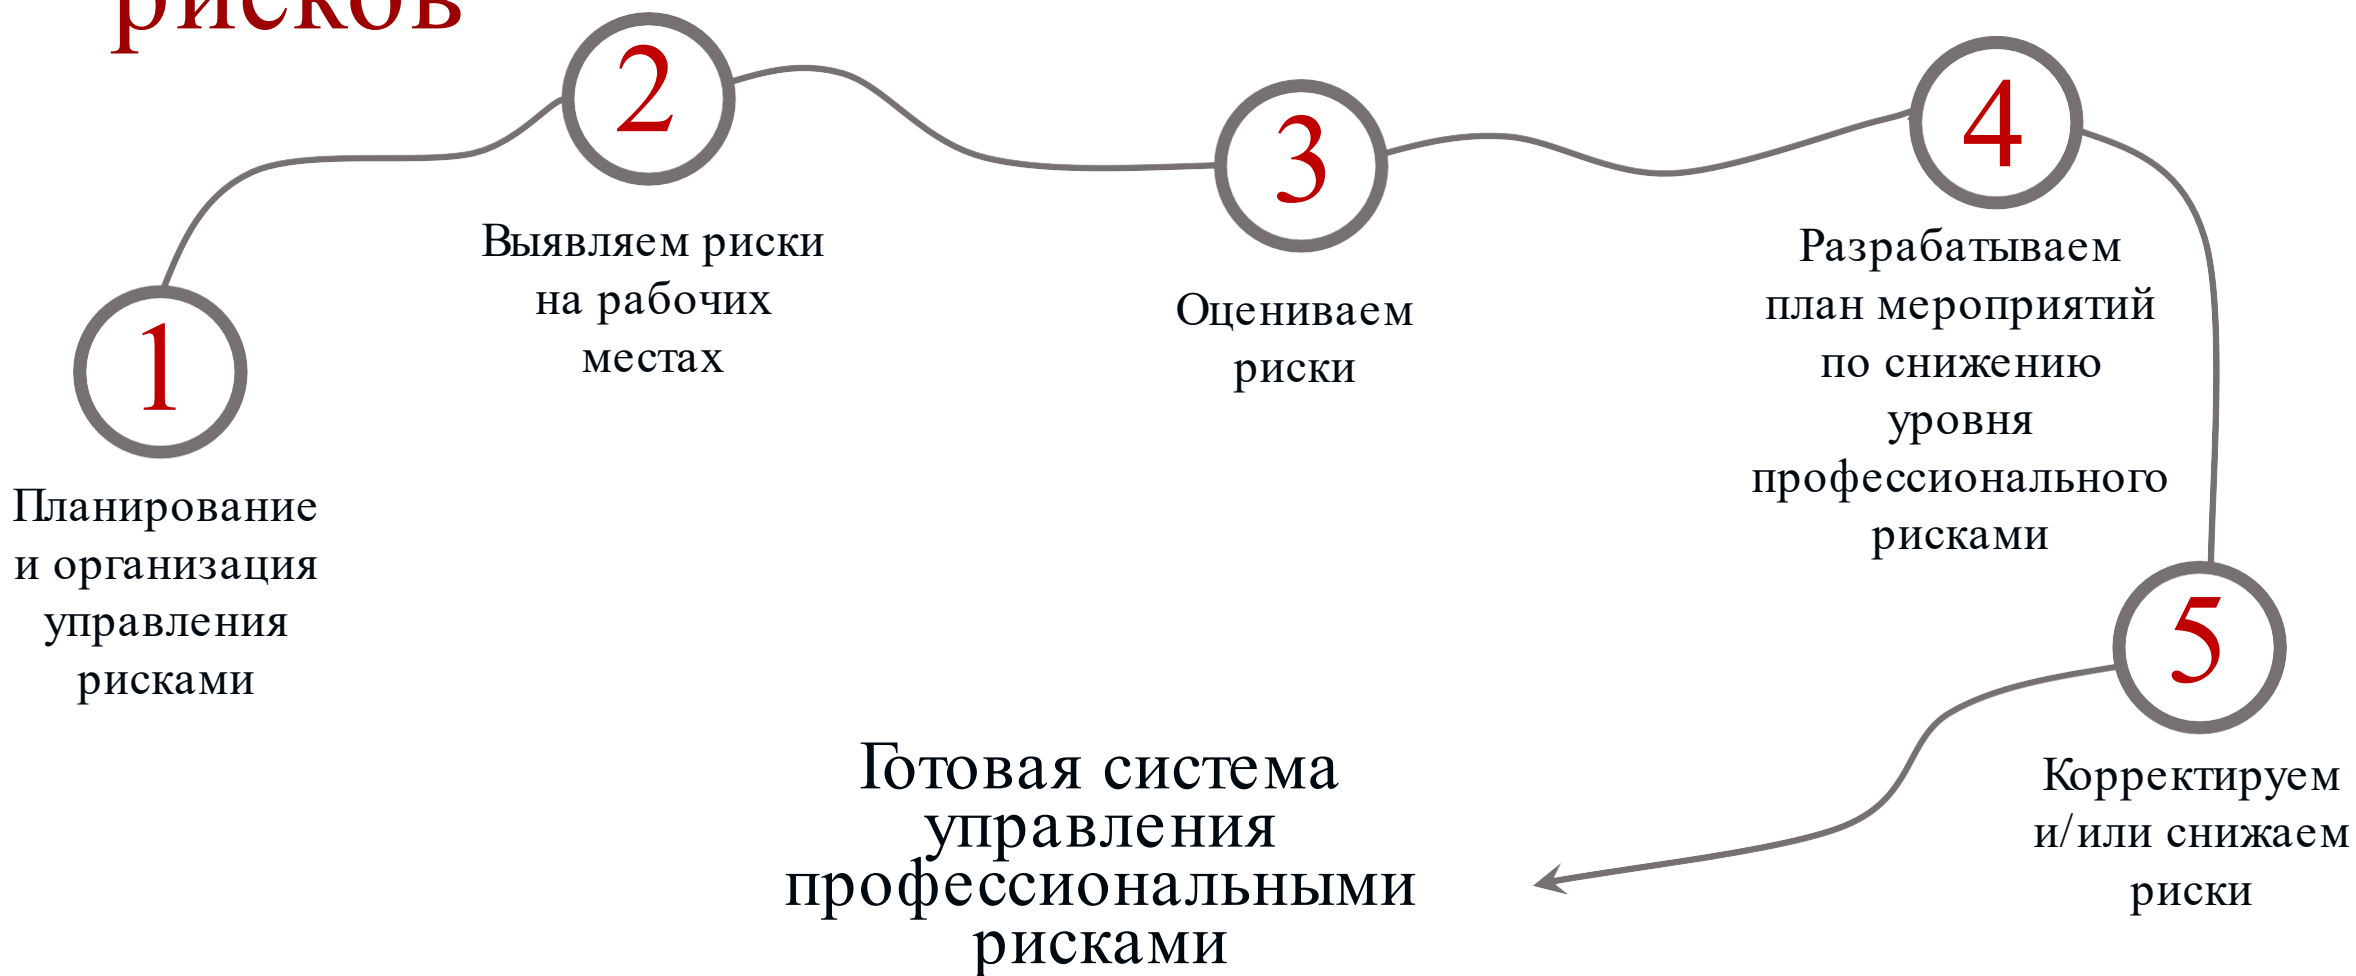 рисков
1
Планирование
и организация
управления
рисками
2
Выявляем риски
на рабочих
местах
3
Оцениваем
риски
4
Разрабатываем
план мероприятий
по снижению
уровня
профессионального
рисками
5
Корректируем
и/или снижаем
риски
Готовая система
управления
профессиональными
рисками